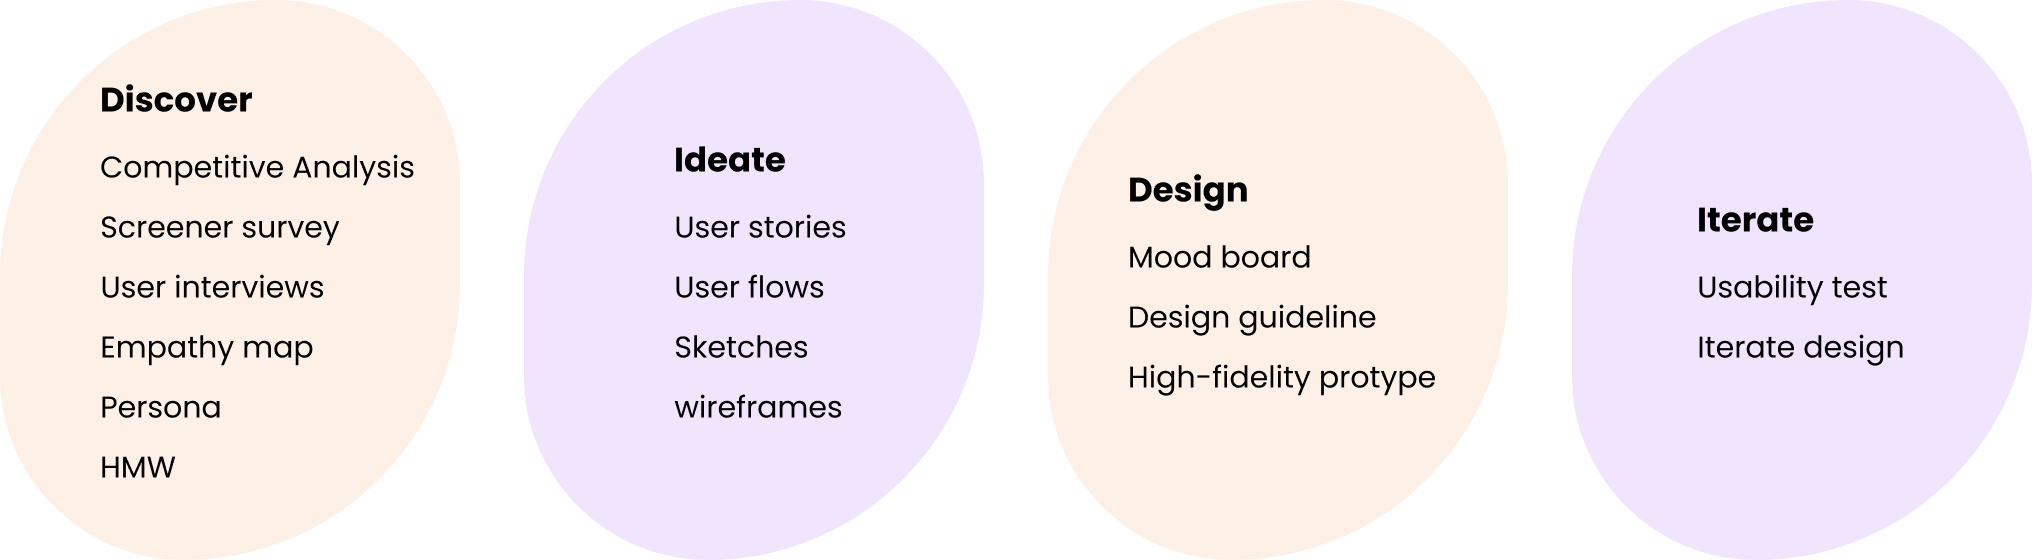 Discover
Competitive Analysis
Screener survey
User interviews
Empathy map
Persona
HMW
Ideate
User stories
User flows
Sketches
wireframes
Design
Mood board
Design guideline
High-fidelity protype
Iterate
Usability test
Iterate design